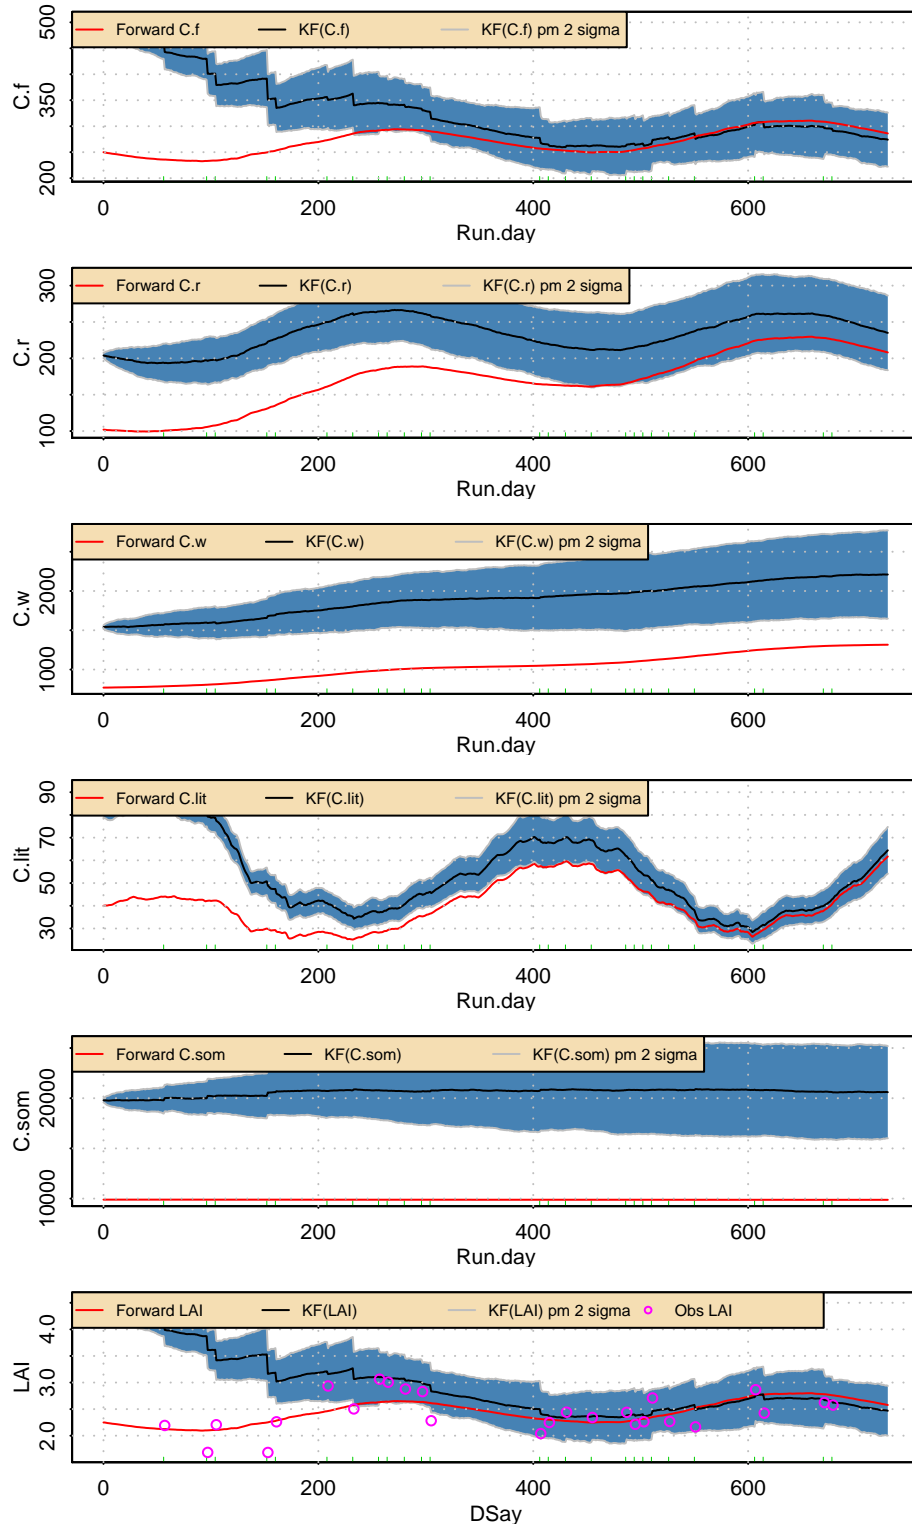 Forward C.f KF(C.f) KF(C.f) pm 2 sigma
C.f
200 350 500
0 200 400 600
Run.day
Forward C.r KF(C.r) KF(C.r) pm 2 sigma
C.r
100 200 300
0 200 400 600
Run.day
Forward C.w KF(C.w) KF(C.w) pm 2 sigma
C.w
1000 2000
0 200 400 600
Run.day
Forward C.lit KF(C.lit) KF(C.lit) pm 2 sigma
C.lit
30 50 70 90
0 200 400 600
Run.day
Forward C.som KF(C.som) KF(C.som) pm 2 sigma
C.som
10000 20000
0 200 400 600
Run.day
Forward LAI KF(LAI) KF(LAI) pm 2 sigma Obs LAI
LAI
2.0 3.0 4.0
0 200 400 600
DSay